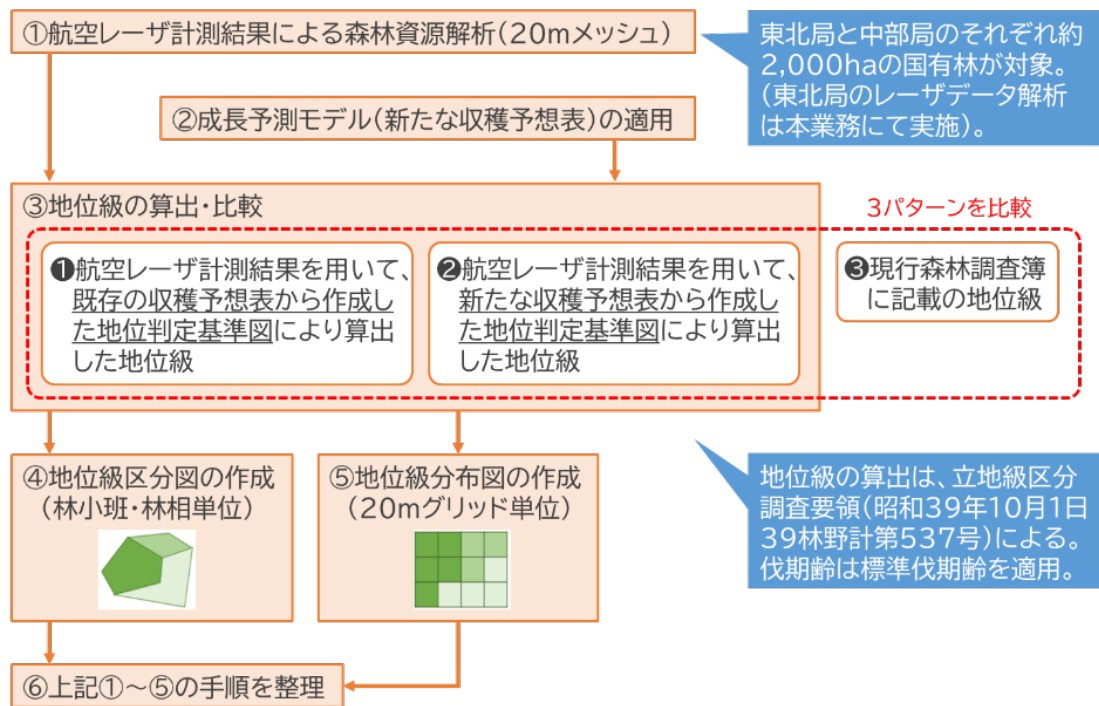 ①航空レーザ計測結果による森林資源解析(20mメッシュ)
東北局と中部局のそれぞれ約
2,000haの国有林が対象。
(東北局のレーザデータ解析
は本業務にて実施)。
②成長予測モデル(新たな収穫予想表)の適用
③地位級の算出・比較
3パターンを比較
❶航空レーザ計測結果を用いて、
既存の収穫予想表から作成し
た地位判定基準図により算出
した地位級
❷航空レーザ計測結果を用いて、
新たな収穫予想表から作成し
た地位判定基準図により算出
した地位級
❸現行森林調査簿
に記載の地位級
④地位級区分図の作成
(林小班・林相単位)
⑤地位級分布図の作成
(20mグリッド単位)
地位級の算出は、立地級区分
調査要領(昭和39年10月1日
39林野計第537号)による。
伐期齢は標準伐期齢を適用。
⑥上記①～⑤の手順を整理